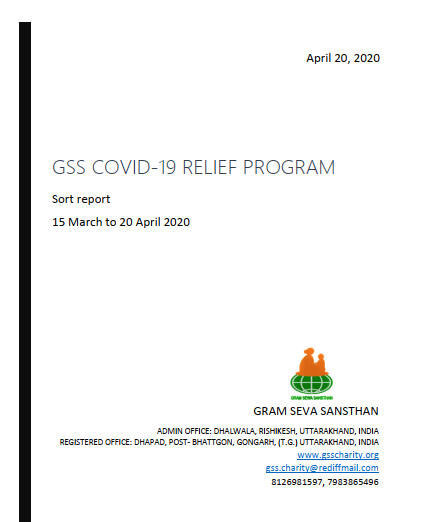 April 20, 2020
GSS COVID-19 RELIEF PROGRAM
Sort report
15 March to 20 April 2020
GRAM SEVA SANSTHAN
GRAM SEVA SANSTHAN
ADMIN OFFICE: DHALWALA, RISHIKESH, UTTARAKHAND, INDIA
REGISTERED OFFICE: DHAPAD, POST- BHATTGON, GONGARH, (T.G.) UTTARAKHAND, INDIA
www.gsscharity.org
gss.charity@rediffmail.com
8126981597, 7983865496